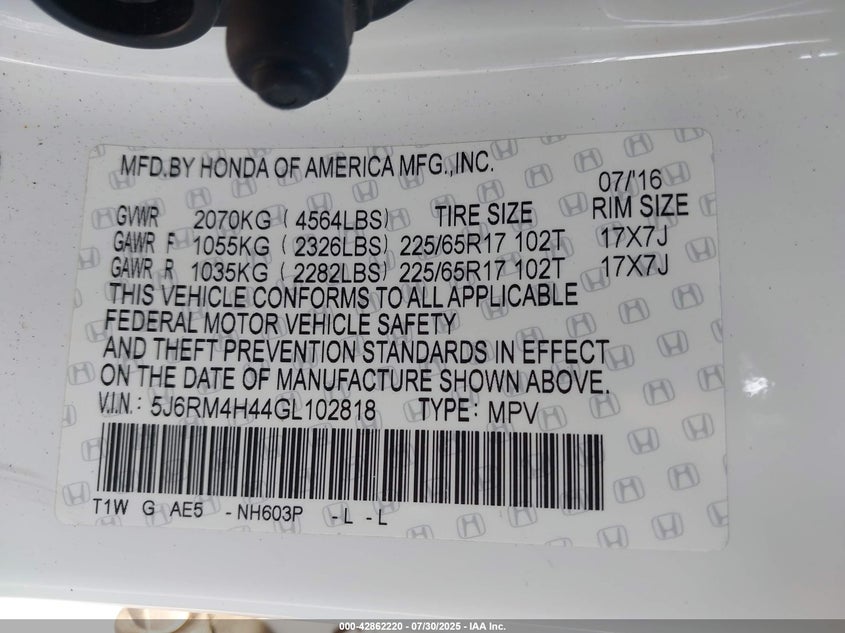 MFD.BY HONDA OF AMERICA MFG.,INC.
07/'16
GVWR 2070KG (4564LBS) TIRE SIZE RIM SIZE
GAWR F 1055KG (2326LBS) 225/65R17 102T 17X7J
GAWR R 1035KG (2282LBS) 225/65R17 102T 17X7J
THIS VEHICLE CONFORMS TO ALL APPLICABLE
FEDERAL MOTOR VEHICLE SAFETY
AND THEFT PREVENTION STANDARDS IN EFFECT
ON THE DATE OF MANUFACTURE SHOWN ABOVE.
V.I.N.: 5J6RM4H44GL102818 TYPE: MPV
T1W G AE5 -NH603P -L -L
000-42862220 - 07/30/2025 - IAA Inc.